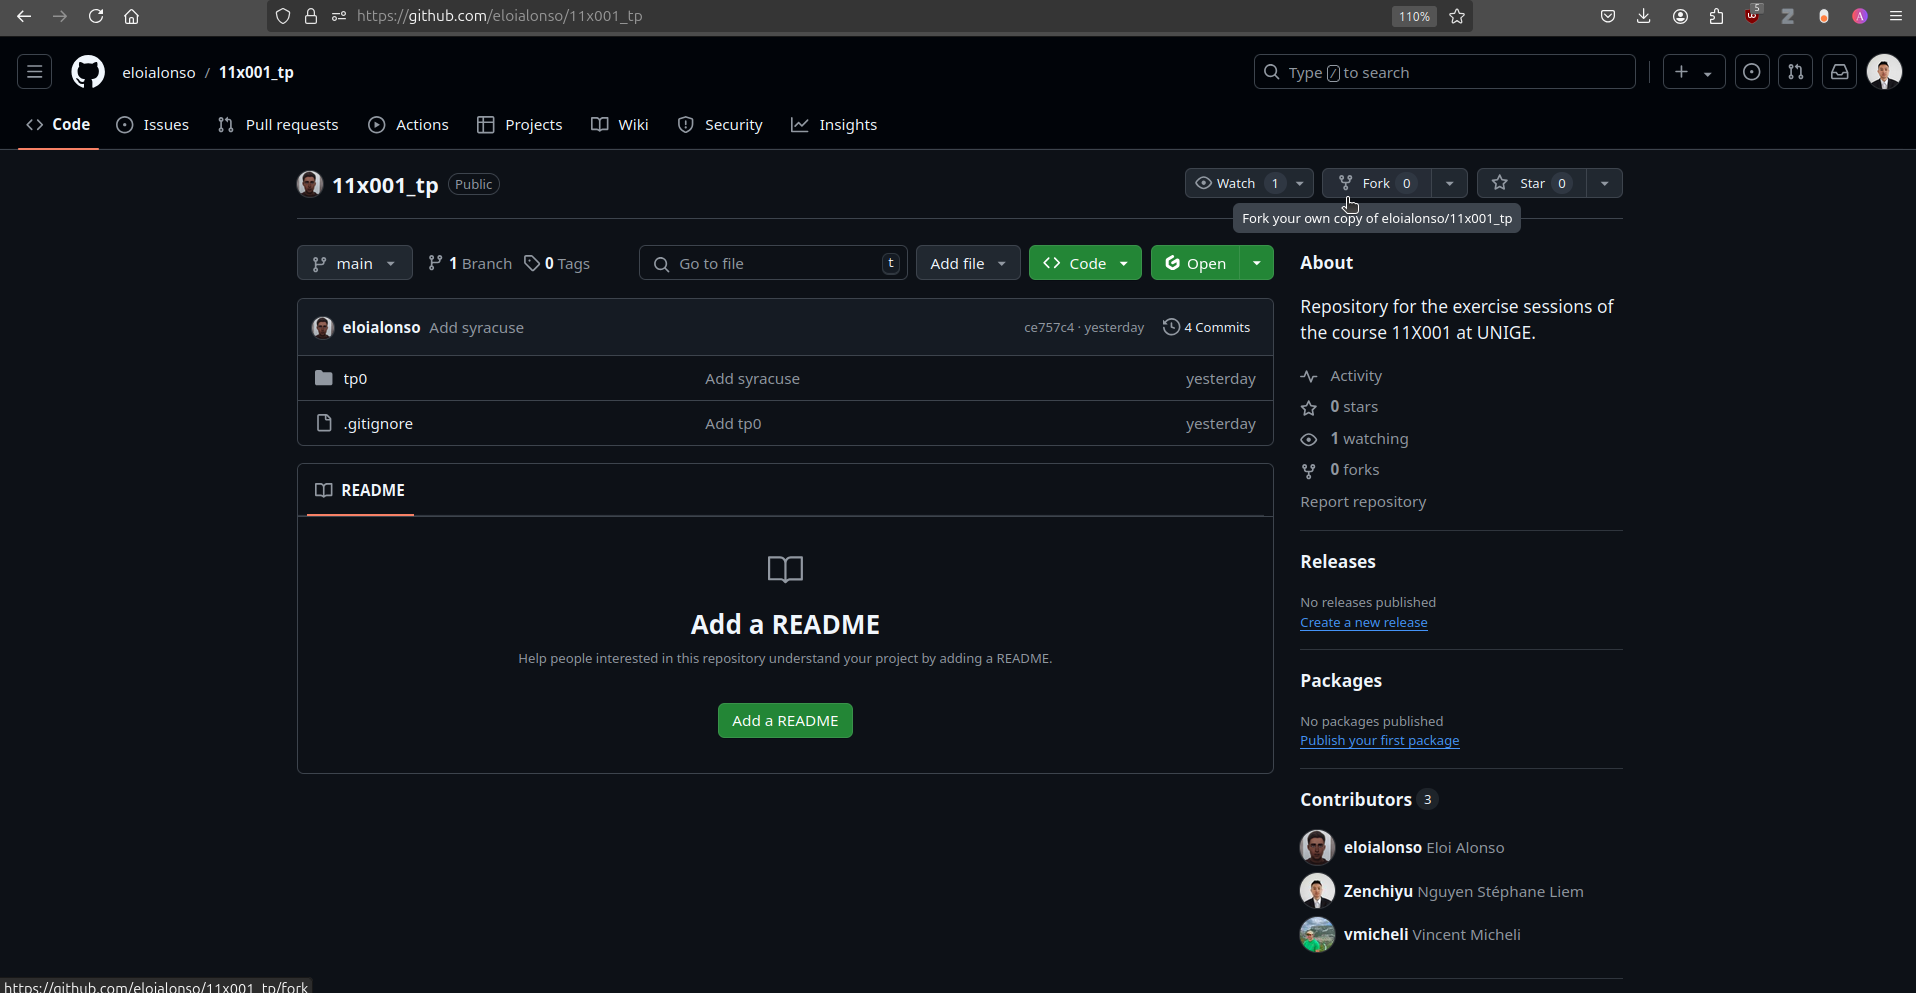 https://github.com/eloialonso/11x001_tp
110%
5
Z
A
eloialonso / 11x001_tp
Type / to search
Code Issues Pull requests Actions Projects Wiki Security Insights
11x001_tp Public
Watch 1 Fork 0 Star 0
Fork your own copy of eloialonso/11x001_tp
main 1 Branch 0 Tags Go to file t Add file Code Open
eloialonso Add syracuse ce757c4 · yesterday 4 Commits
tp0 Add syracuse yesterday
.gitignore Add tp0 yesterday
README
Add a README
Help people interested in this repository understand your project by adding a README.
Add a README
About
Repository for the exercise sessions of
the course 11X001 at UNIGE.
Activity
0 stars
1 watching
0 forks
Report repository
Releases
No releases published
Create a new release
Packages
No packages published
Publish your first package
Contributors 3
eloialonso Eloi Alonso
Zenchiyu Nguyen Stéphane Liem
vmicheli Vincent Micheli
https://github.com/eloialonso/11x001_tp/fork